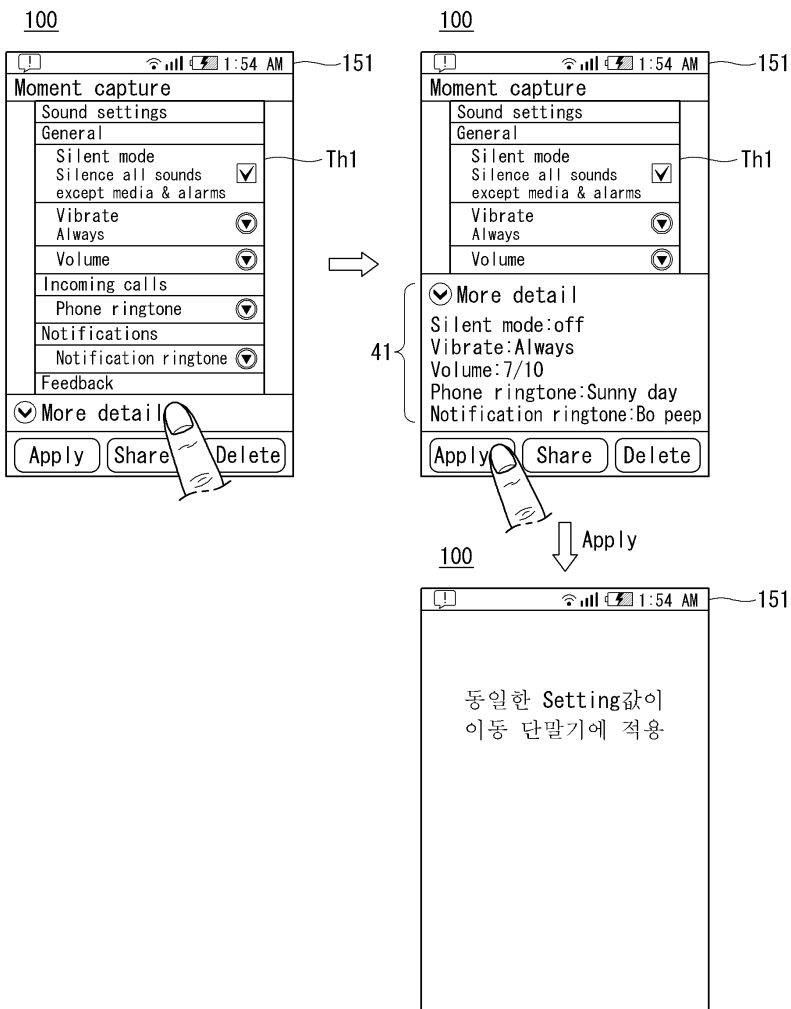 100
1:54 AM
151
Moment capture
Sound settings
General
Silent mode
Silence all sounds
except media & alarms
Th1
Vibrate
Always
Volume
Incoming calls
Phone ringtone
Notifications
Notification ringtone
Feedback
More detail
Apply
Share
Delete
100
1:54 AM
151
Moment capture
Sound settings
General
Silent mode
Silence all sounds
except media & alarms
Th1
Vibrate
Always
Volume
41
More detail
Silent mode:off
Vibrate:Always
Volume:7/10
Phone ringtone:Sunny day
Notification ringtone:Bo peep
Apply
Share
Delete
Apply
100
1:54 AM
151
동일한 Setting값이
이동 단말기에 적용